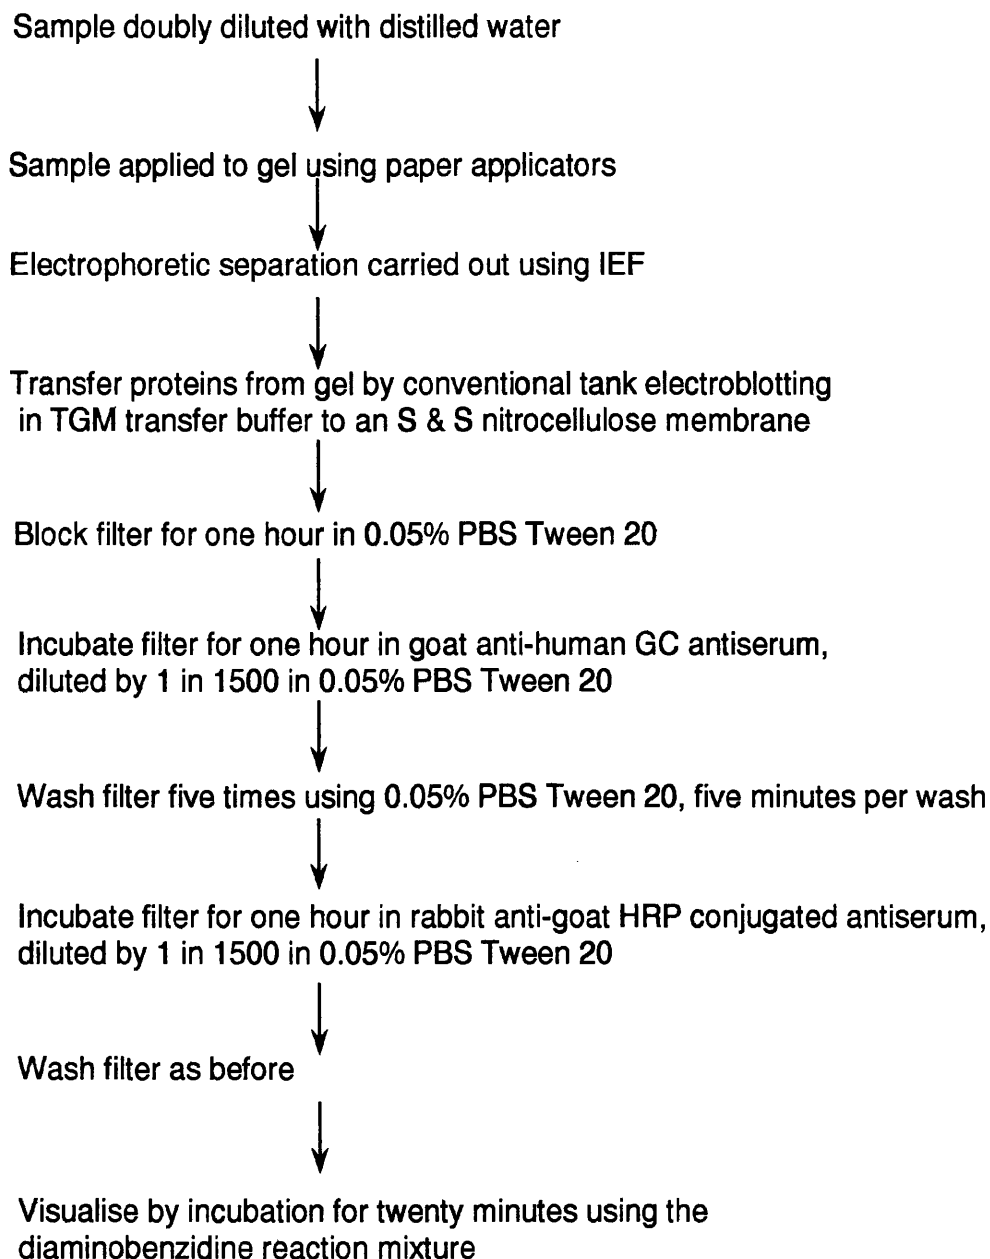 Sample doubly diluted with distilled water
Sample applied to gel using paper applicators
Electrophoretic separation carried out using IEF
Transfer proteins from gel by conventional tank electroblotting
in TGM transfer buffer to an S & S nitrocellulose membrane
Block filter for one hour in 0.05% PBS Tween 20
Incubate filter for one hour in goat anti-human GC antiserum,
diluted by 1 in 1500 in 0.05% PBS Tween 20
Wash filter five times using 0.05% PBS Tween 20, five minutes per wash
Incubate filter for one hour in rabbit anti-goat HRP conjugated antiserum,
diluted by 1 in 1500 in 0.05% PBS Tween 20
Wash filter as before
Visualise by incubation for twenty minutes using the
diaminobenzidine reaction mixture